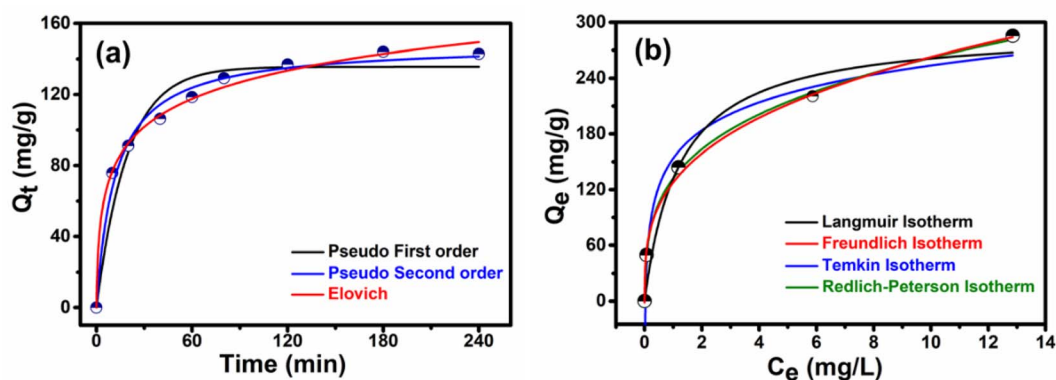 (a)
Qt (mg/g)
160
120
80
40
0
Pseudo First order
Pseudo Second order
Elovich
0 60 120 180 240
Time (min)
(b)
Qe (mg/g)
300
240
180
120
60
0
Langmuir Isotherm
Freundlich Isotherm
Temkin Isotherm
Redlich-Peterson Isotherm
0 2 4 6 8 10 12 14
Ce (mg/L)